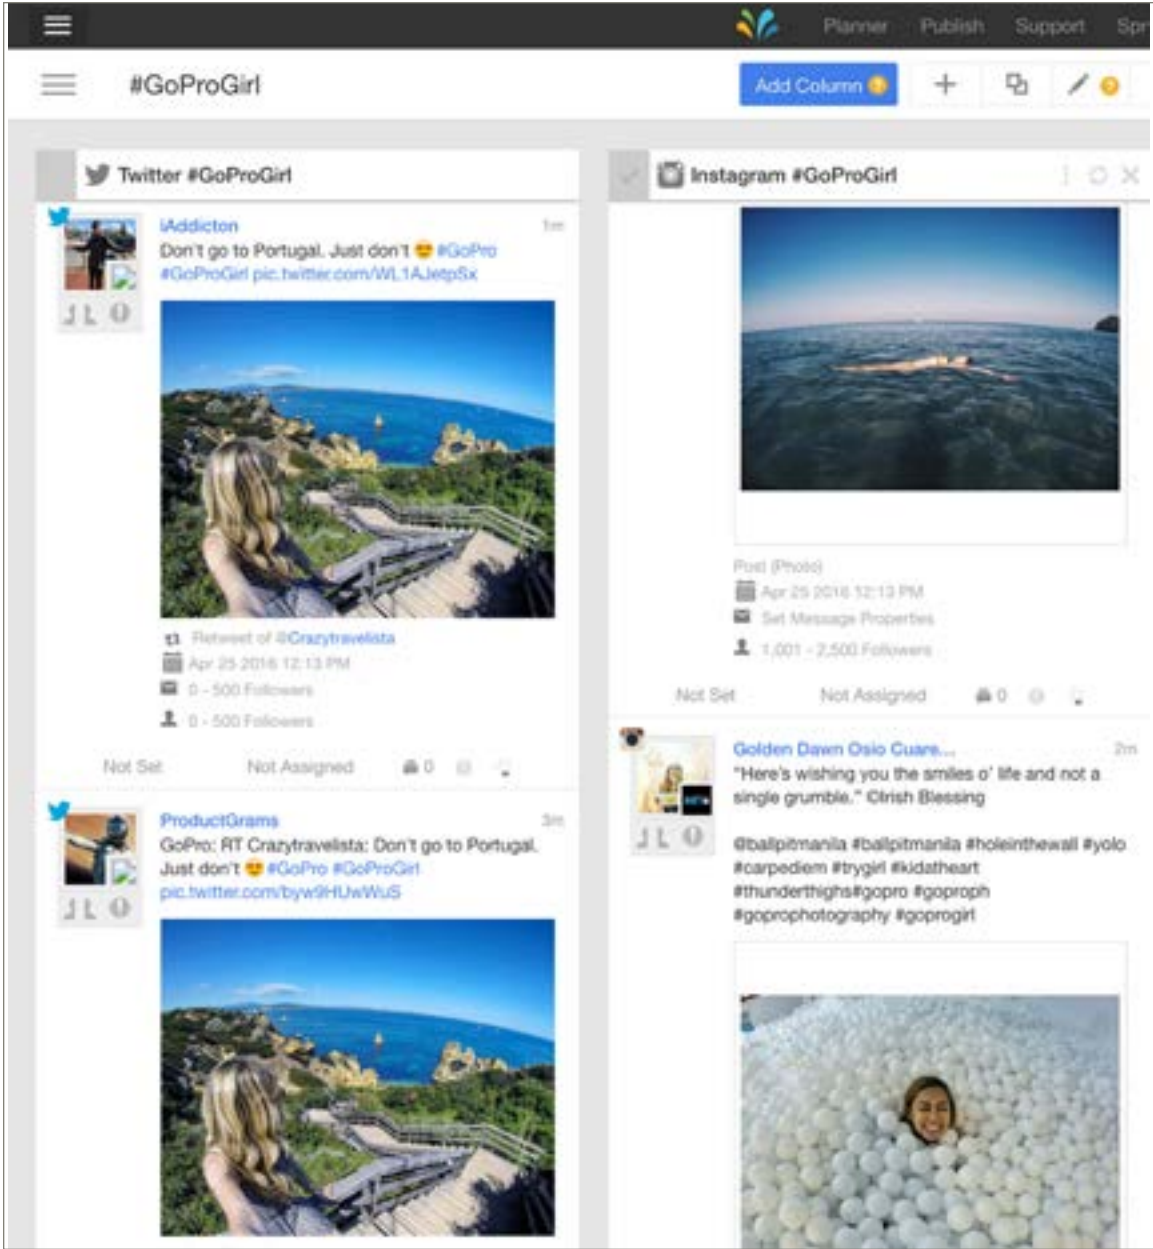 Planner Publish Support Spr
#GoProGirl
Add Column ?
Twitter #GoProGirl
iAddicton 1m
Don't go to Portugal. Just don't 😍 #GoPro
#GoProGirl pic.twitter.com/WL1AJetpSx
Retweet of @Crazytravelista
Apr 25 2016 12:13 PM
0 - 500 Followers
0 - 500 Followers
Not Set Not Assigned 0
ProductGrams 3m
GoPro: RT Crazytravelista: Don't go to Portugal.
Just don't 😍 #GoPro #GoProGirl
pic.twitter.com/byw9HUwWuS
Instagram #GoProGirl
Post (Photo)
Apr 25 2016 12:13 PM
Set Message Properties
1,001 - 2,500 Followers
Not Set Not Assigned 0
Golden Dawn Osio Cuare... 2m
"Here's wishing you the smiles o' life and not a
single grumble." ©Irish Blessing
@ballpitmanila #ballpitmanila #holeinthewall #yolo
#carpediem #trygirl #kidatheart
#thunderthighs#gopro #goproph
#goprophotography #goprogirl